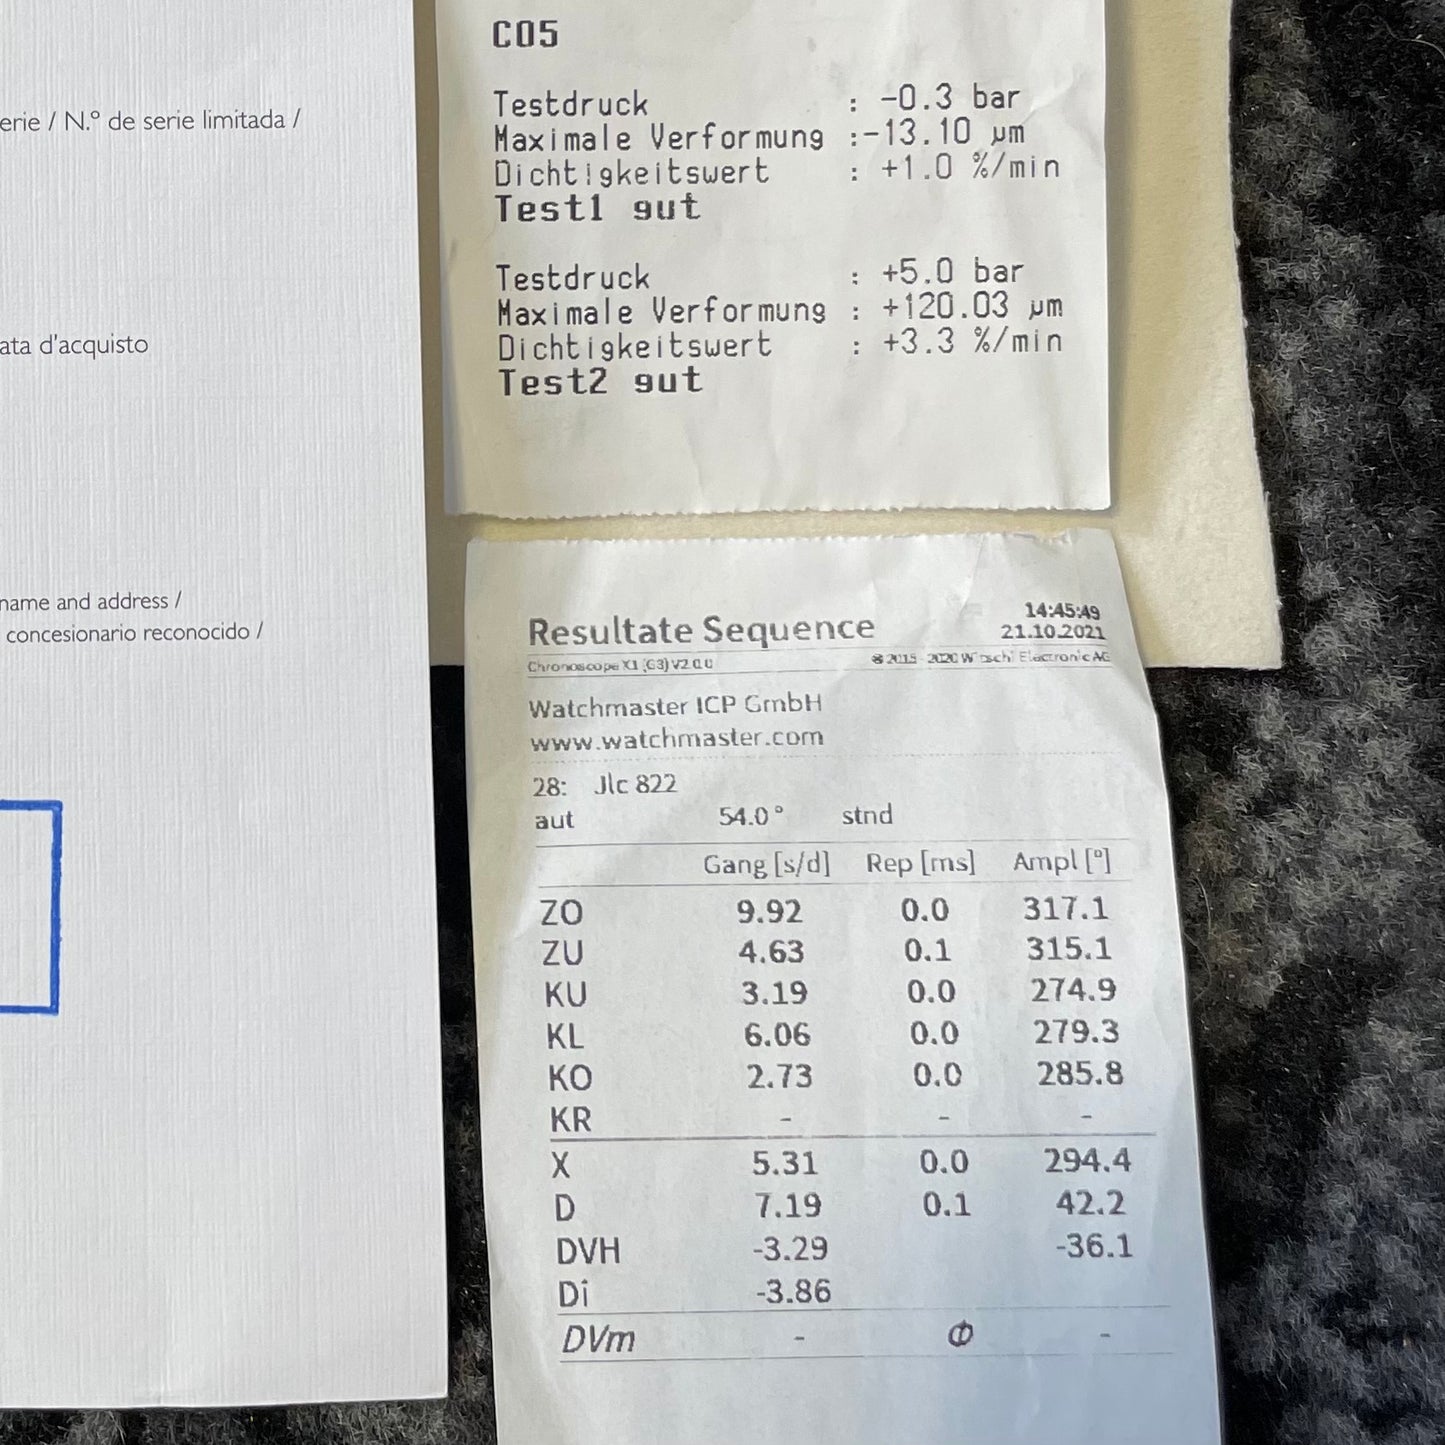 erie / N.º de serie limitada /
ata d'acquisto
name and address /
concesionario reconocido /
C05
Testdruck : -0.3 bar
Maximale Verformung :-13.10 µm
Dichtigkeitswert : +1.0 %/min
Test1 gut
Testdruck : +5.0 bar
Maximale Verformung : +120.03 µm
Dichtigkeitswert : +3.3 %/min
Test2 gut
14:45:49
Resultate Sequence 21.10.2021
Chronoscope X1 (G3) V2.0.0 © 2015 - 2020 Witschi Electronic AG
Watchmaster ICP GmbH
www.watchmaster.com
28: Jlc 822
aut 54.0° stnd
Gang [s/d] Rep [ms] Ampl [°]
ZO 9.92 0.0 317.1
ZU 4.63 0.1 315.1
KU 3.19 0.0 274.9
KL 6.06 0.0 279.3
KO 2.73 0.0 285.8
KR - - -
X 5.31 0.0 294.4
D 7.19 0.1 42.2
DVH -3.29 -36.1
Di -3.86
DVm - Φ -